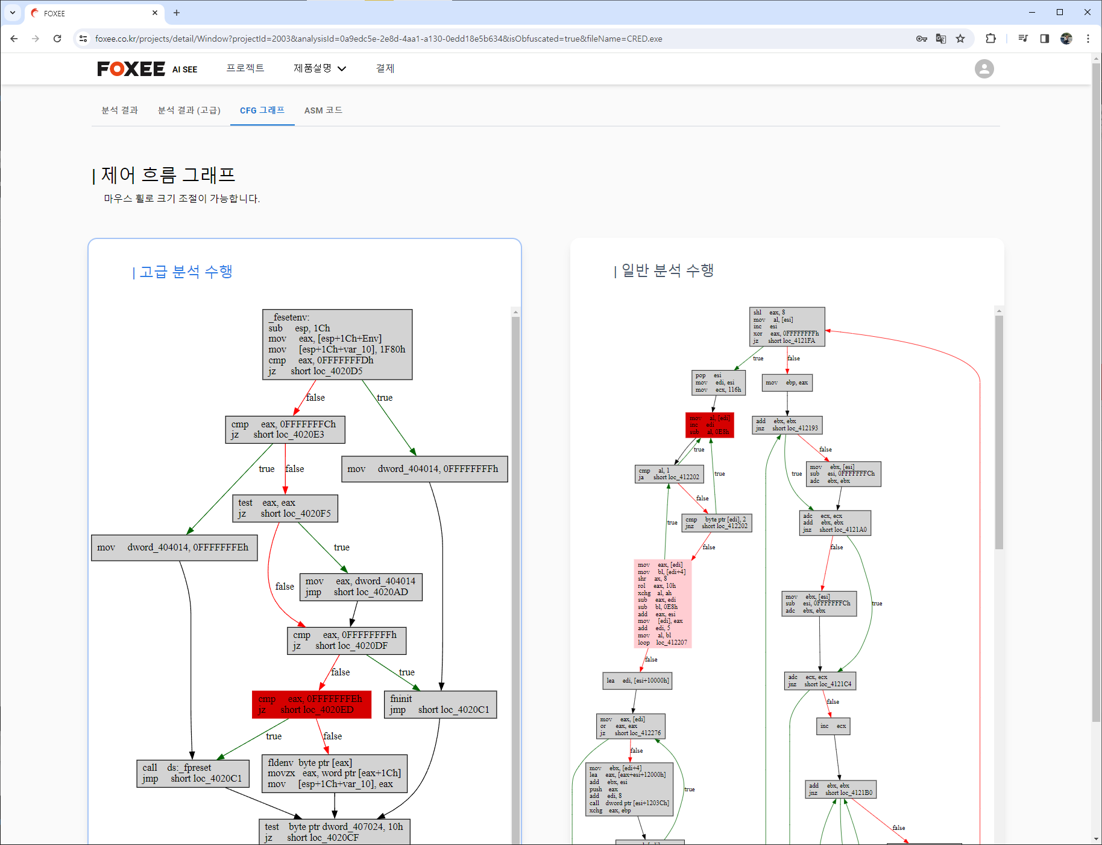 FOXEE
foxee.co.kr/projects/detail/Window?projectId=2003&analysisId=0a9edc5e-2e8d-4aa1-a130-0edd18e5b634&isObfuscated=true&fileName=CRED.exe
FOXEE AI SEE 프로젝트 제품설명 결제
분석 결과 분석 결과 (고급) CFG 그래프 ASM 코드
| 제어 흐름 그래프
마우스 휠로 크기 조절이 가능합니다.
| 고급 분석 수행
_fesetenv:
sub esp, 1Ch
mov eax, [esp+1Ch+Env]
mov [esp+1Ch+var_10], 1F80h
cmp eax, 0FFFFFFFDh
jz short loc_4020D5
false
true
cmp eax, 0FFFFFFFCh
jz short loc_4020E3
true
false
mov dword_404014, 0FFFFFFFFh
test eax, eax
jz short loc_4020F5
mov dword_404014, 0FFFFFFFEh
true
false
mov eax, dword_404014
jmp short loc_4020AD
cmp eax, 0FFFFFFFFh
jz short loc_4020DF
false
true
cmp eax, 0FFFFFFFEh
jz short loc_4020ED
fninit
jmp short loc_4020C1
true
false
call ds:_fpreset
jmp short loc_4020C1
fldenv byte ptr [eax]
movzx eax, word ptr [eax+1Ch]
mov [esp+1Ch+var_10], eax
test byte ptr dword_407024, 10h
jz short loc_4020CF
| 일반 분석 수행
shl eax, 8
mov al, [esi]
inc esi
xor eax, 0FFFFFFFFh
jz short loc_4121FA
true
false
pop esi
mov edi, esi
mov ecx, 116h
mov ebp, eax
add ebx, ebx
jnz short loc_412193
true
false
true
cmp al, 1
ja short loc_412202
mov ebx, [esi]
sub esi, 0FFFFFFFCh
adc ebx, ebx
true
true
false
cmp byte ptr [edi], 2
jnz short loc_412202
adc ecx, ecx
add ebx, ebx
jnz short loc_4121A0
true
false
false
mov eax, [edi]
mov bl, [edi+4]
shr ax, 8
rol eax, 10h
xchg al, ah
sub eax, edi
sub bl, 0E8h
add eax, esi
mov [edi], eax
add edi, 5
mov al, bl
loop loc_412207
mov ebx, [esi]
sub esi, 0FFFFFFFCh
adc ebx, ebx
true
false
lea edi, [esi+10000h]
adc ecx, ecx
jnz short loc_4121C4
false
mov eax, [edi]
or eax, eax
jz short loc_412276
inc ecx
false
mov ebx, [edi+4]
lea eax, [eax+esi+12000h]
add ebx, esi
push eax
add edi, 8
call dword ptr [esi+1203Ch]
xchg eax, ebp
true
add ebx, ebx
jnz short loc_4121B0
false